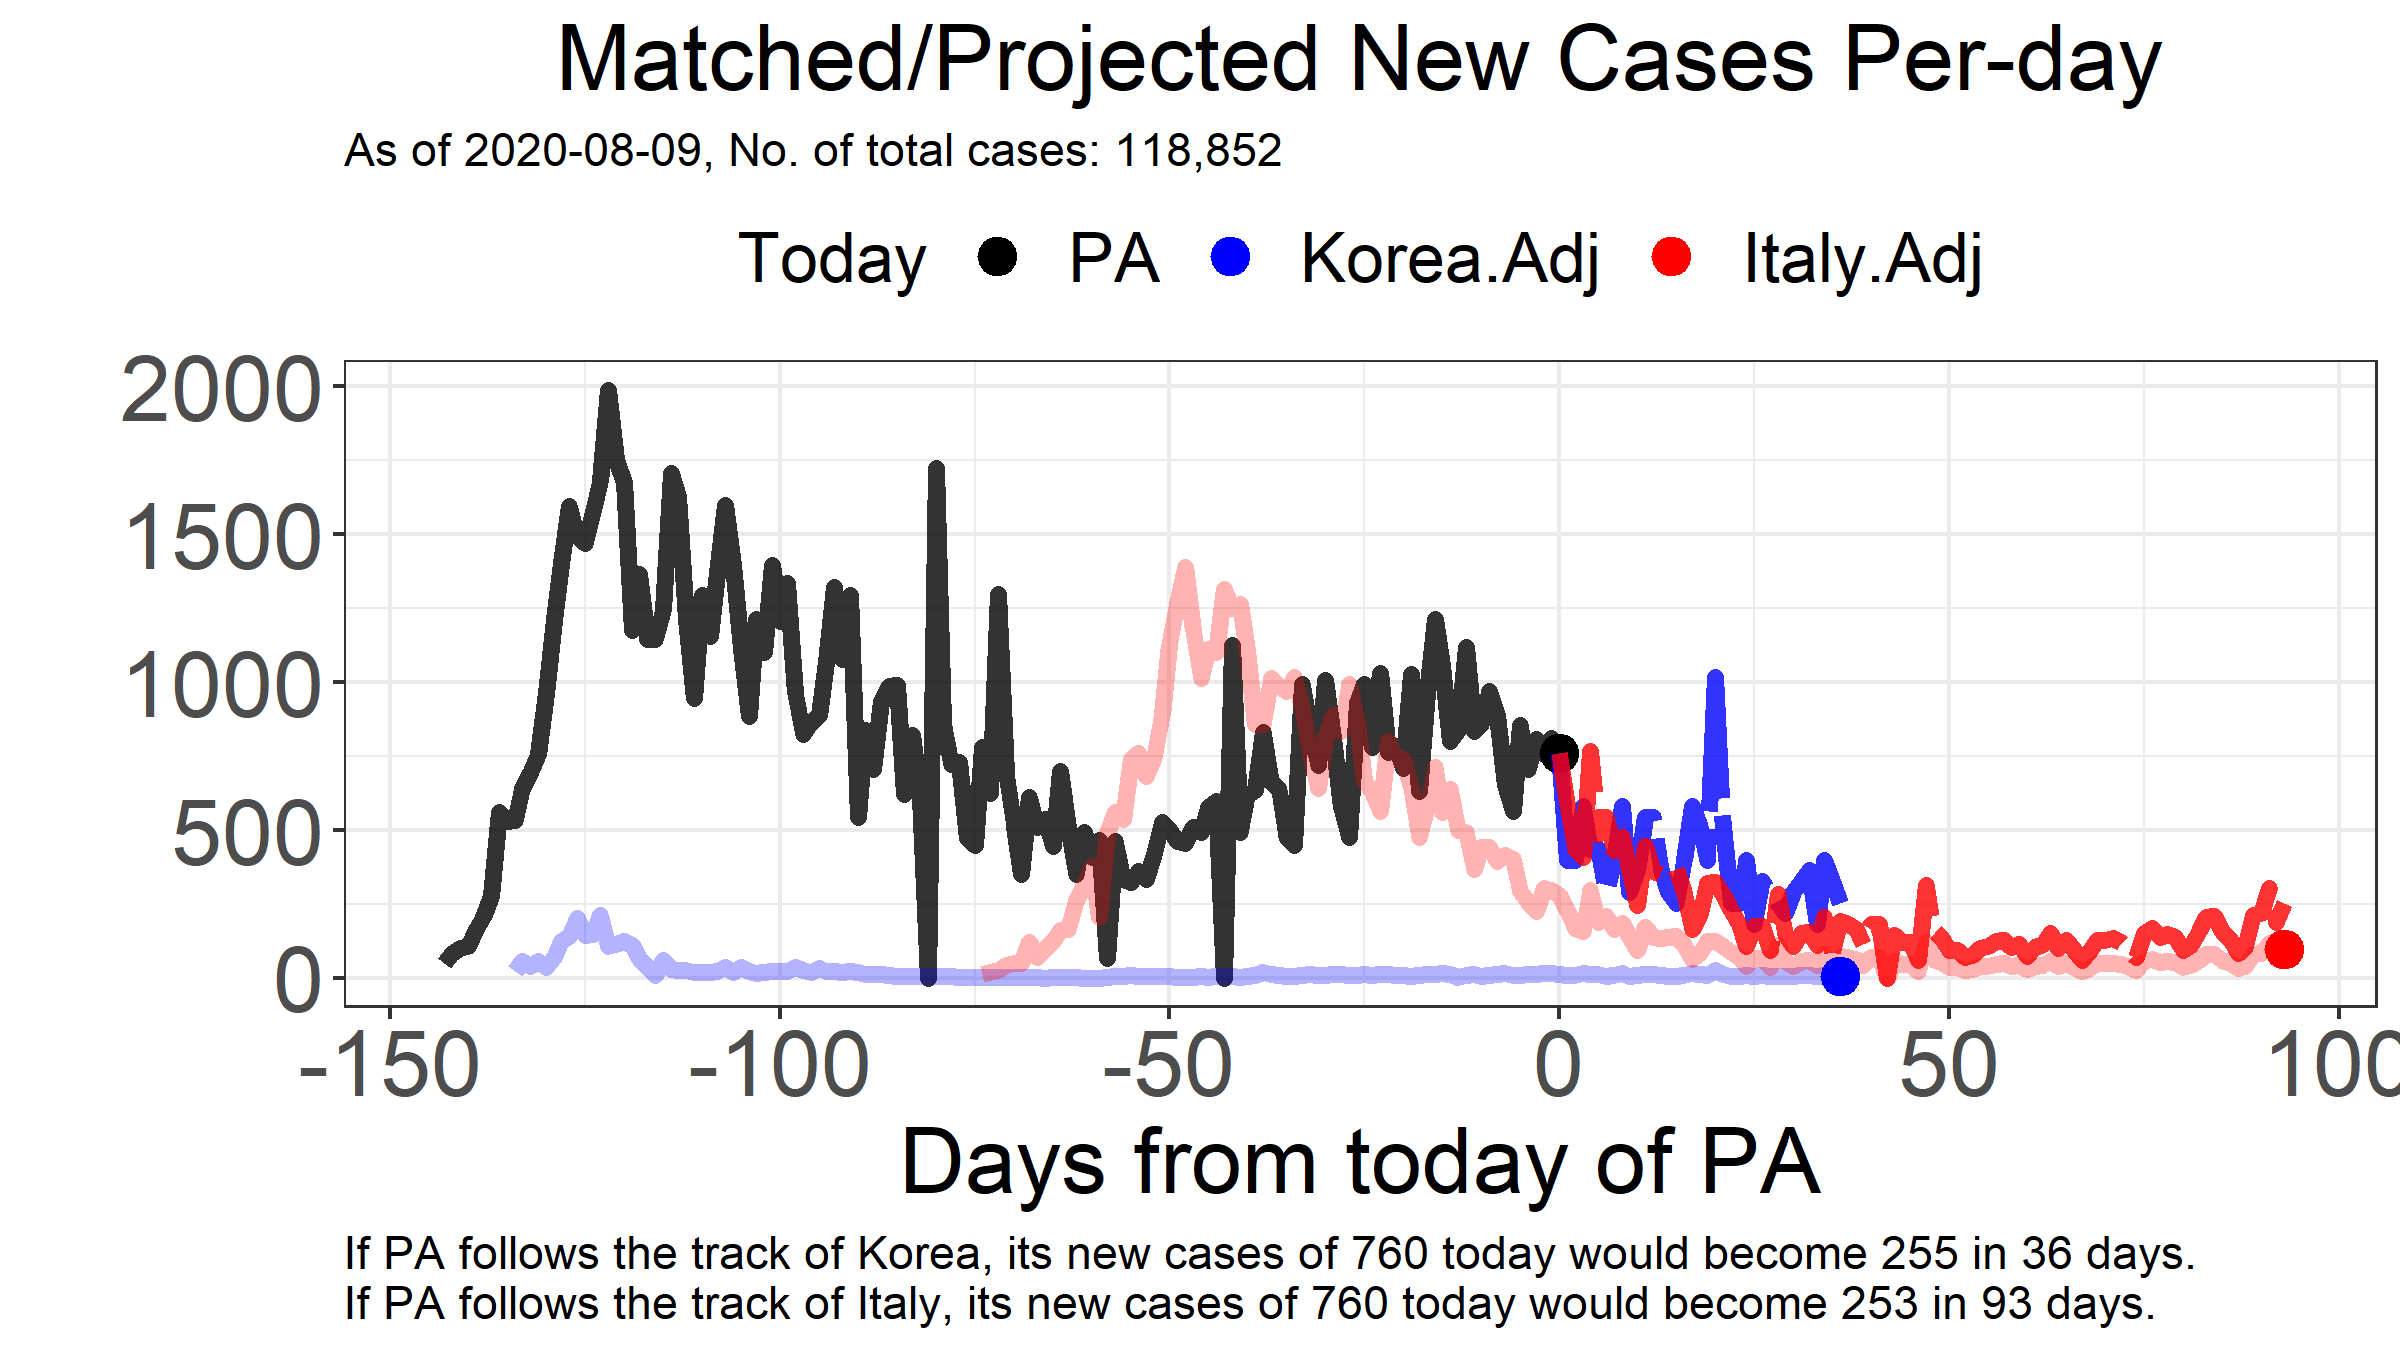 Matched/Projected New Cases Per-day
As of 2020-08-09, No. of total cases: 118,852
Today PA Korea.Adj Italy.Adj
2000
1500
1000
500
0
-150 -100 -50 0 50 100
Days from today of PA
If PA follows the track of Korea, its new cases of 760 today would become 255 in 36 days.
If PA follows the track of Italy, its new cases of 760 today would become 253 in 93 days.